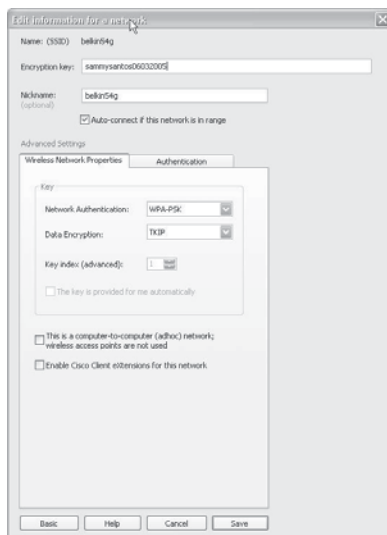 Edit information for a network
Name: (SSID) belkin54g
Encryption key: sammysantos06032005
Nickname: belkin54g
(optional)
Auto-connect if this network is in range
Advanced Settings
Wireless Network Properties Authentication
Key
Network Authentication: WPA-PSK
Data Encryption: TKIP
Key index (advanced): 1
The key is provided for me automatically
This is a computer-to-computer (adhoc) network;
wireless access points are not used
Enable Cisco Client eXtensions for this network
Basic Help Cancel Save